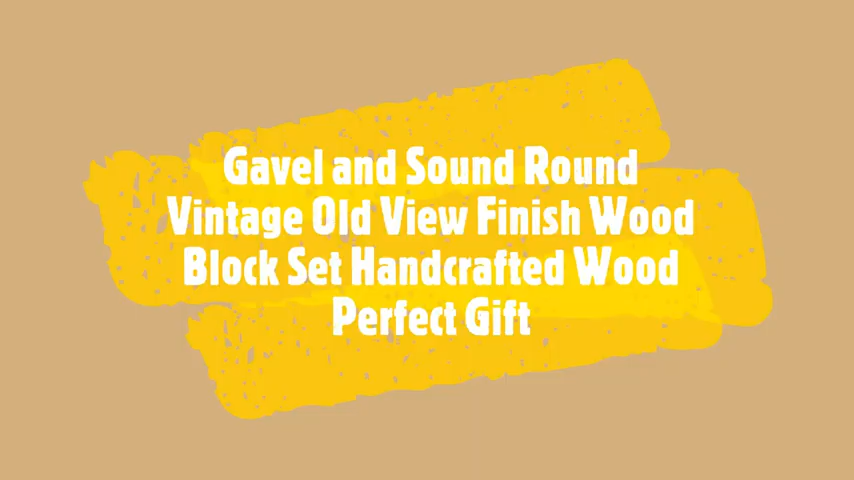 Gavel and Sound Round
Vintage Old View Finish Wood
Block Set Handcrafted Wood
Perfect Gift